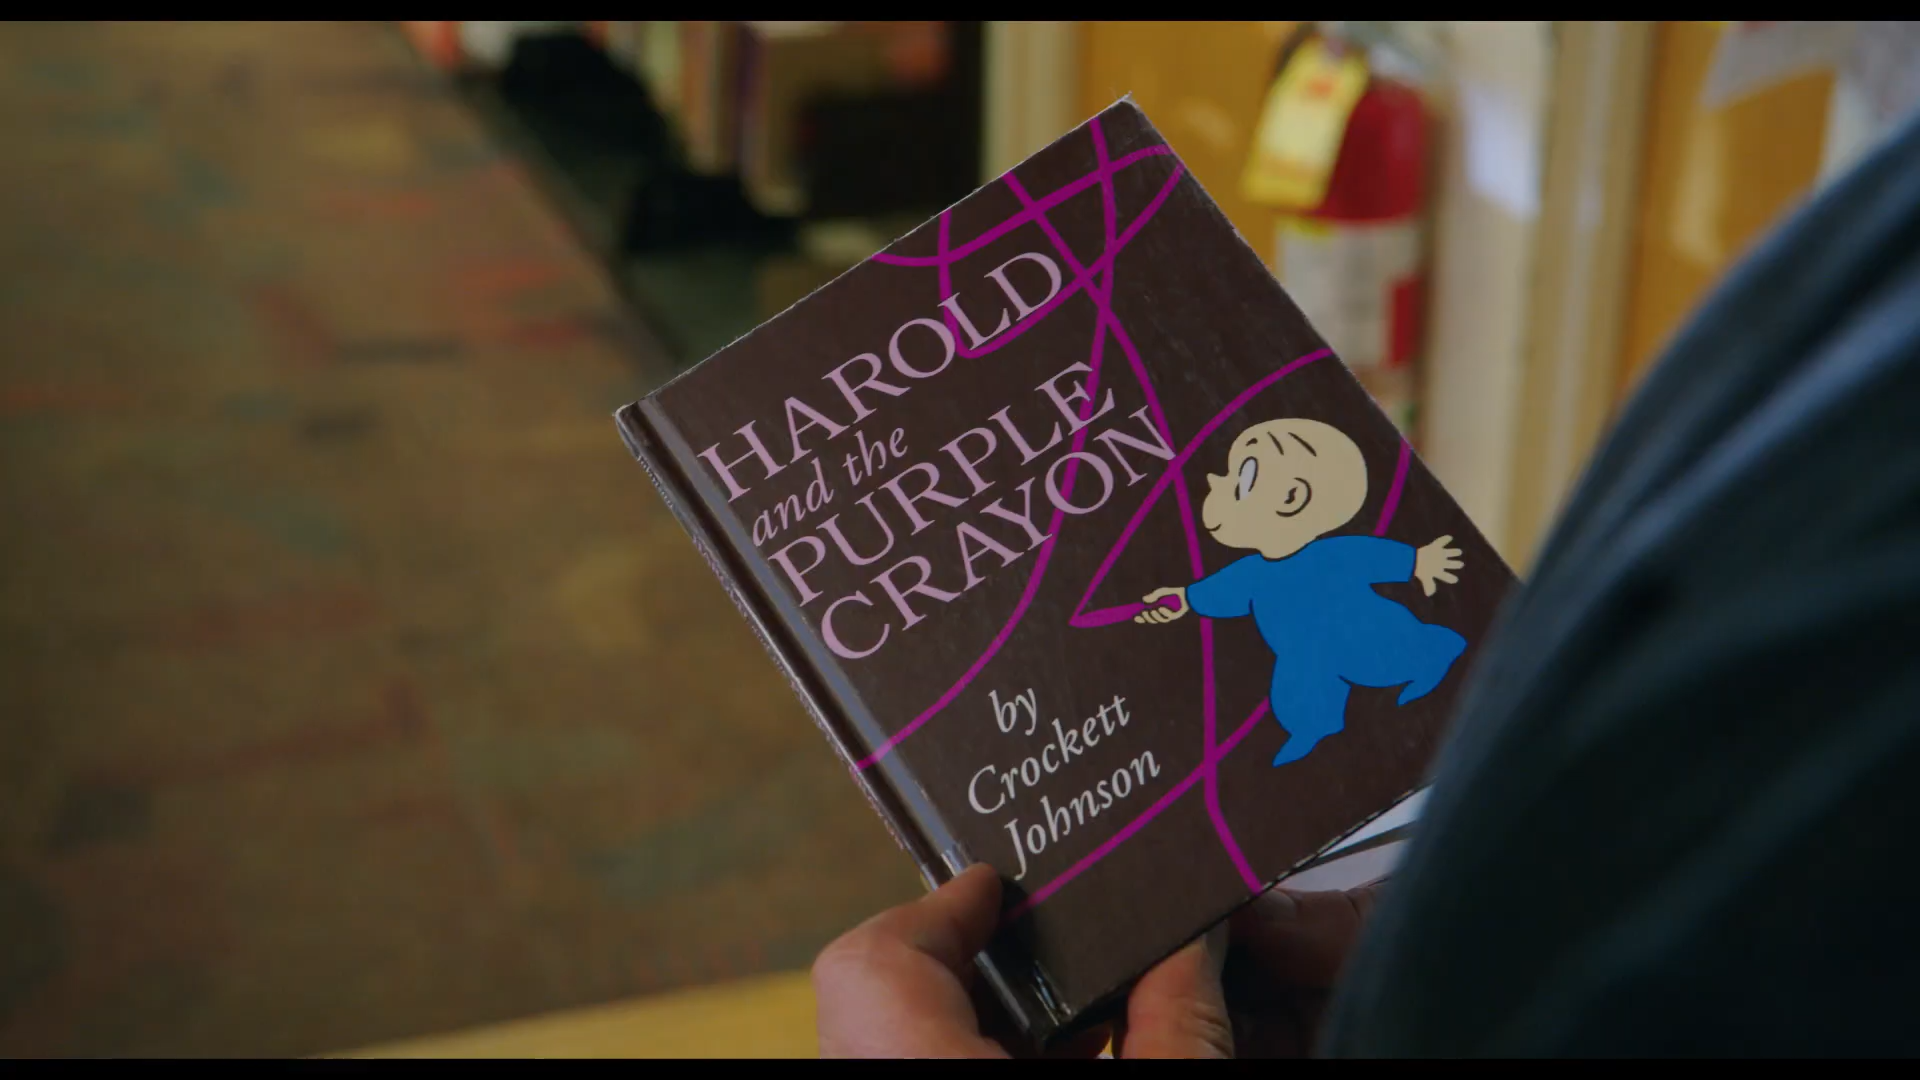 HAROLD
and the
PURPLE
CRAYON
by
Crockett
Johnson